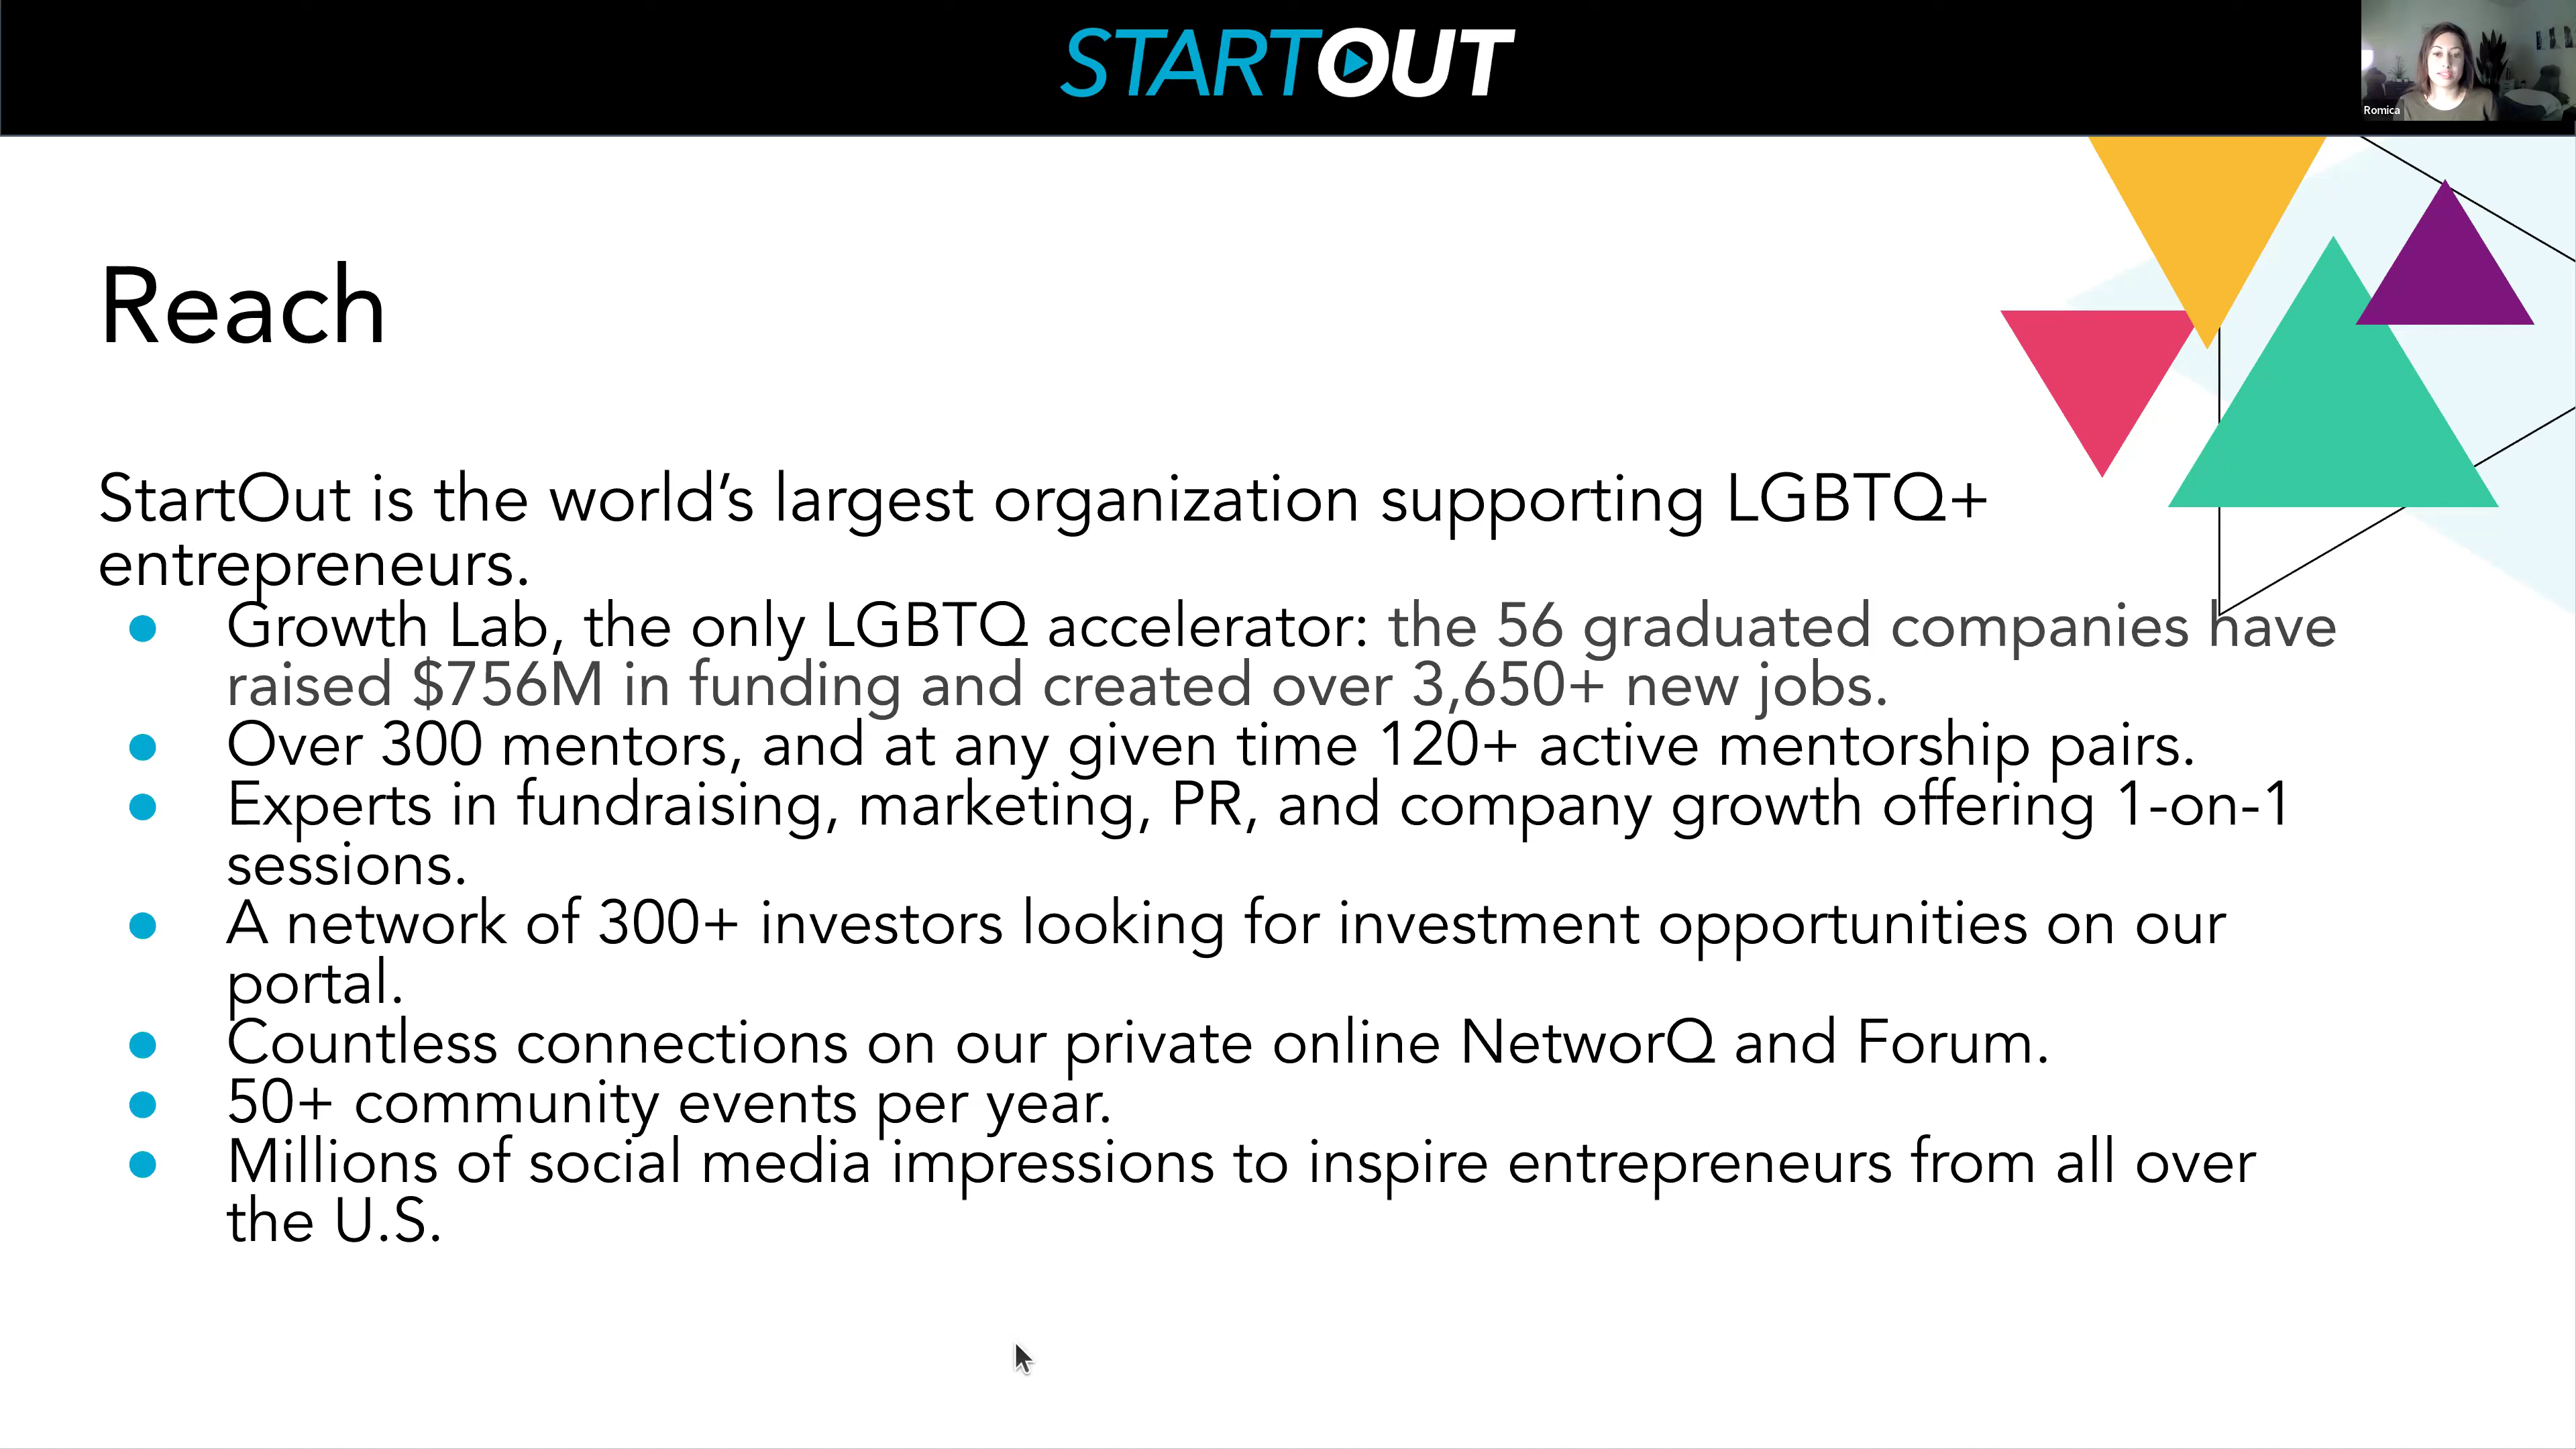 STARTOUT
Romica
Reach
StartOut is the world’s largest organization supporting LGBTQ+
entrepreneurs.
● Growth Lab, the only LGBTQ accelerator: the 56 graduated companies have
raised $756M in funding and created over 3,650+ new jobs.
● Over 300 mentors, and at any given time 120+ active mentorship pairs.
● Experts in fundraising, marketing, PR, and company growth offering 1-on-1
sessions.
● A network of 300+ investors looking for investment opportunities on our
portal.
● Countless connections on our private online NetworQ and Forum.
● 50+ community events per year.
● Millions of social media impressions to inspire entrepreneurs from all over
the U.S.